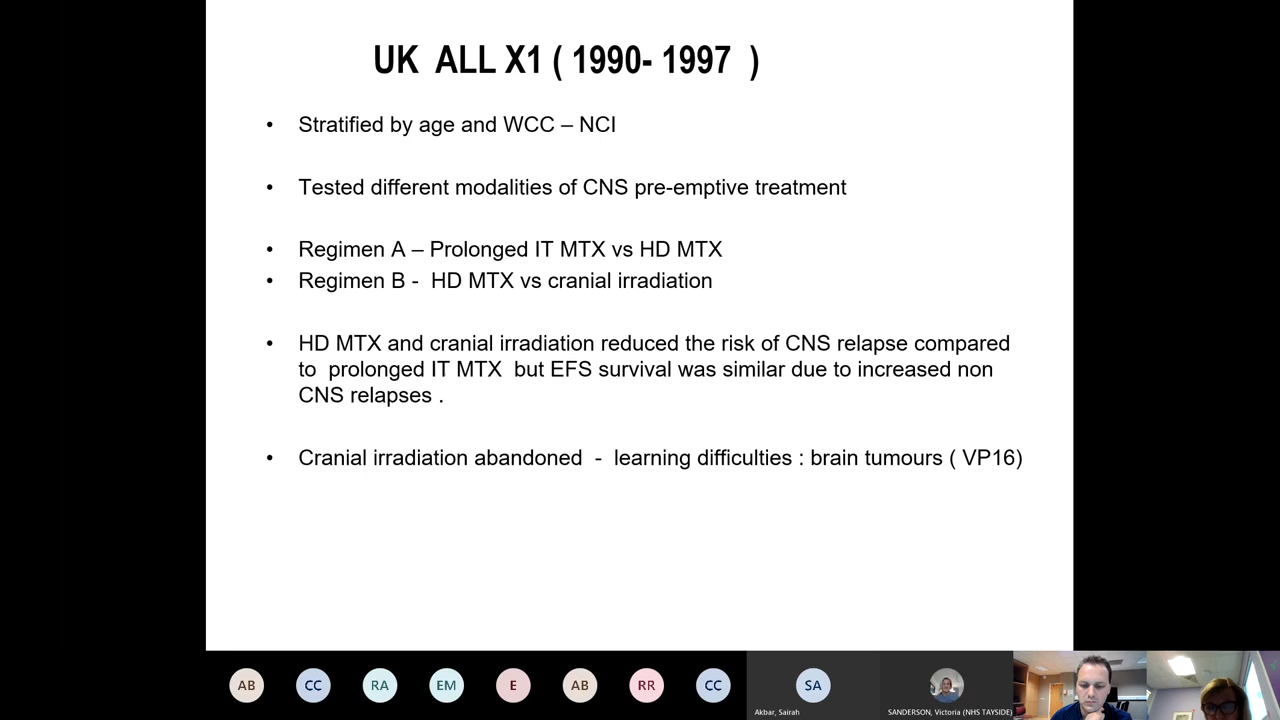 UK ALL X1 ( 1990- 1997 )
• Stratified by age and WCC – NCI
• Tested different modalities of CNS pre-emptive treatment
• Regimen A – Prolonged IT MTX vs HD MTX
• Regimen B - HD MTX vs cranial irradiation
• HD MTX and cranial irradiation reduced the risk of CNS relapse compared
to prolonged IT MTX but EFS survival was similar due to increased non
CNS relapses .
• Cranial irradiation abandoned - learning difficulties : brain tumours ( VP16)
AB CC RA EM E AB RR CC SA
Akbar, Sairah
SANDERSON, Victoria (NHS TAYSIDE)